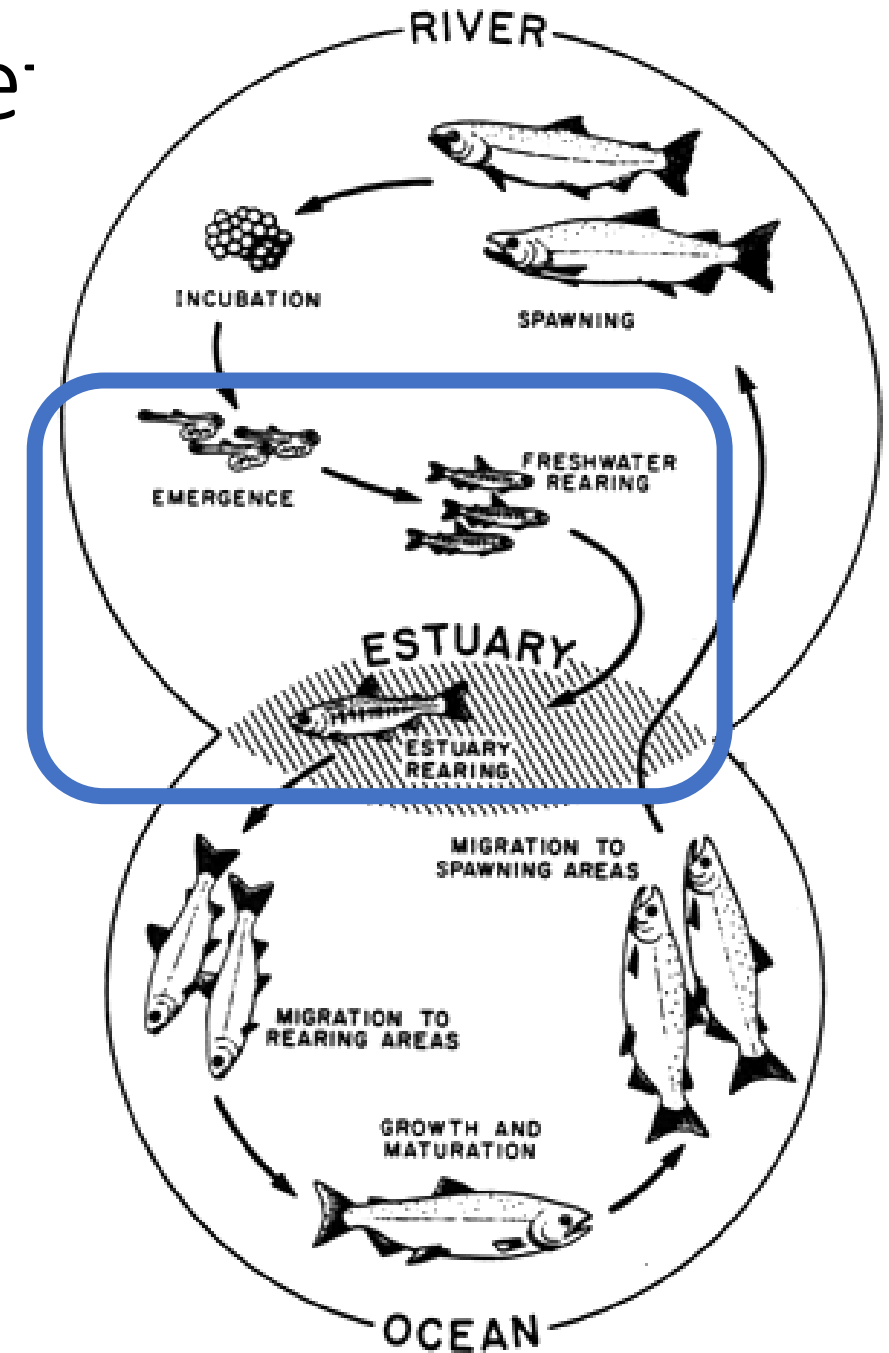 RIVER
INCUBATION
SPAWNING
EMERGENCE
FRESHWATER
REARING
ESTUARY
ESTUARY
REARING
MIGRATION TO
SPAWNING AREAS
MIGRATION TO
REARING AREAS
GROWTH AND
MATURATION
OCEAN